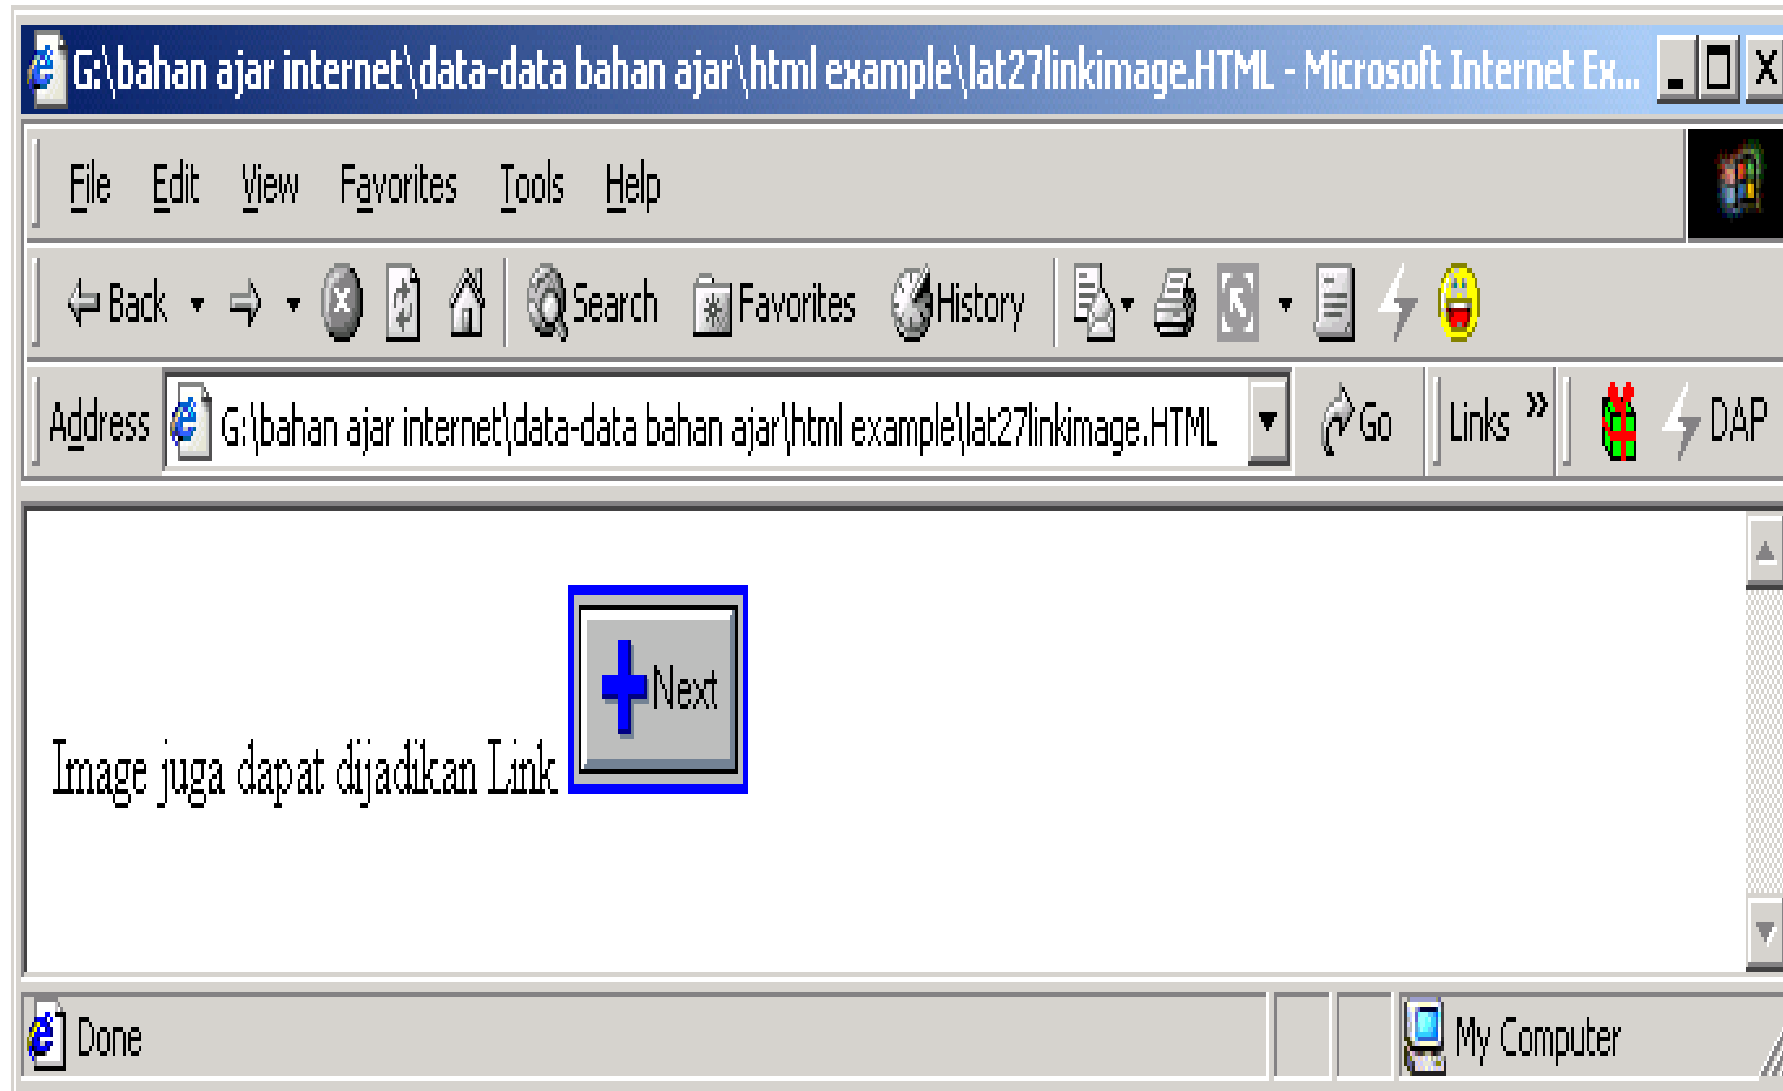 G:\bahan ajar internet\data-data bahan ajar\html example\lat27linkimage.HTML - Microsoft Internet Ex...
File Edit View Favorites Tools Help
Back Search Favorites History
Address G:\bahan ajar internet\data-data bahan ajar\html example\lat27linkimage.HTML Go Links » DAP
Next
Image juga dapat dijadikan Link
Done My Computer